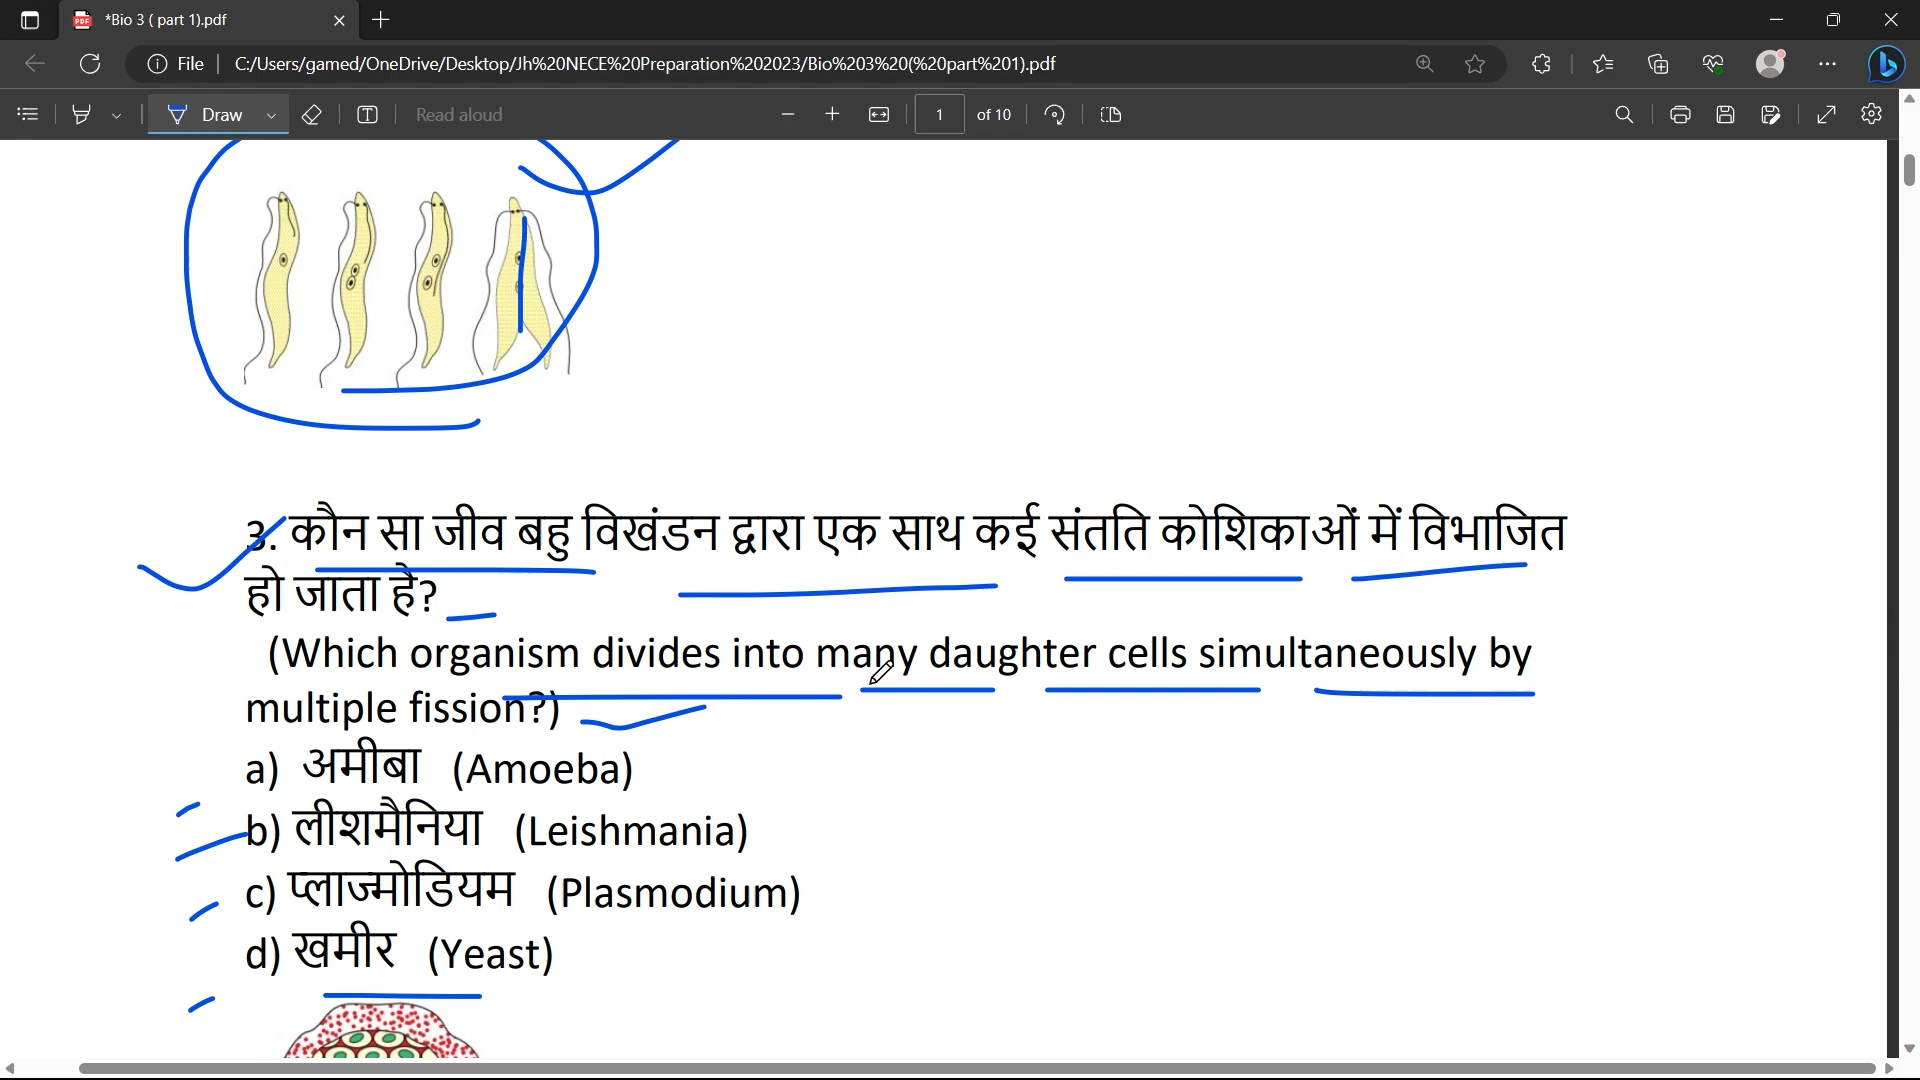 *Bio 3 ( part 1).pdf
File
C:/Users/gamed/OneDrive/Desktop/Jh%20NECE%20Preparation%202023/Bio%203%20(%20part%201).pdf
Draw
Read aloud
1 of 10
3. कौन सा जीव बहु विखंडन द्वारा एक साथ कई संतति कोशिकाओं में विभाजित
हो जाता है?
(Which organism divides into many daughter cells simultaneously by
multiple fission?)
a) अमीबा (Amoeba)
b) लीशमैनिया (Leishmania)
c) प्लाज्मोडियम (Plasmodium)
d) खमीर (Yeast)